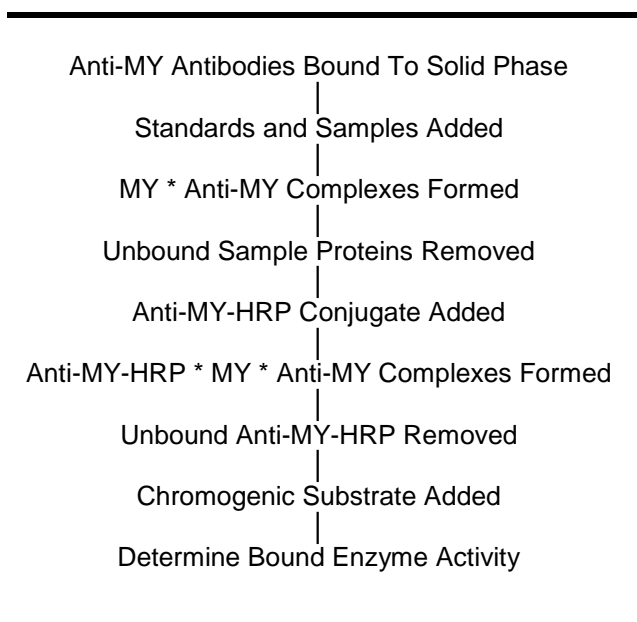 Anti-MY Antibodies Bound To Solid Phase
Standards and Samples Added
MY * Anti-MY Complexes Formed
Unbound Sample Proteins Removed
Anti-MY-HRP Conjugate Added
Anti-MY-HRP * MY * Anti-MY Complexes Formed
Unbound Anti-MY-HRP Removed
Chromogenic Substrate Added
Determine Bound Enzyme Activity